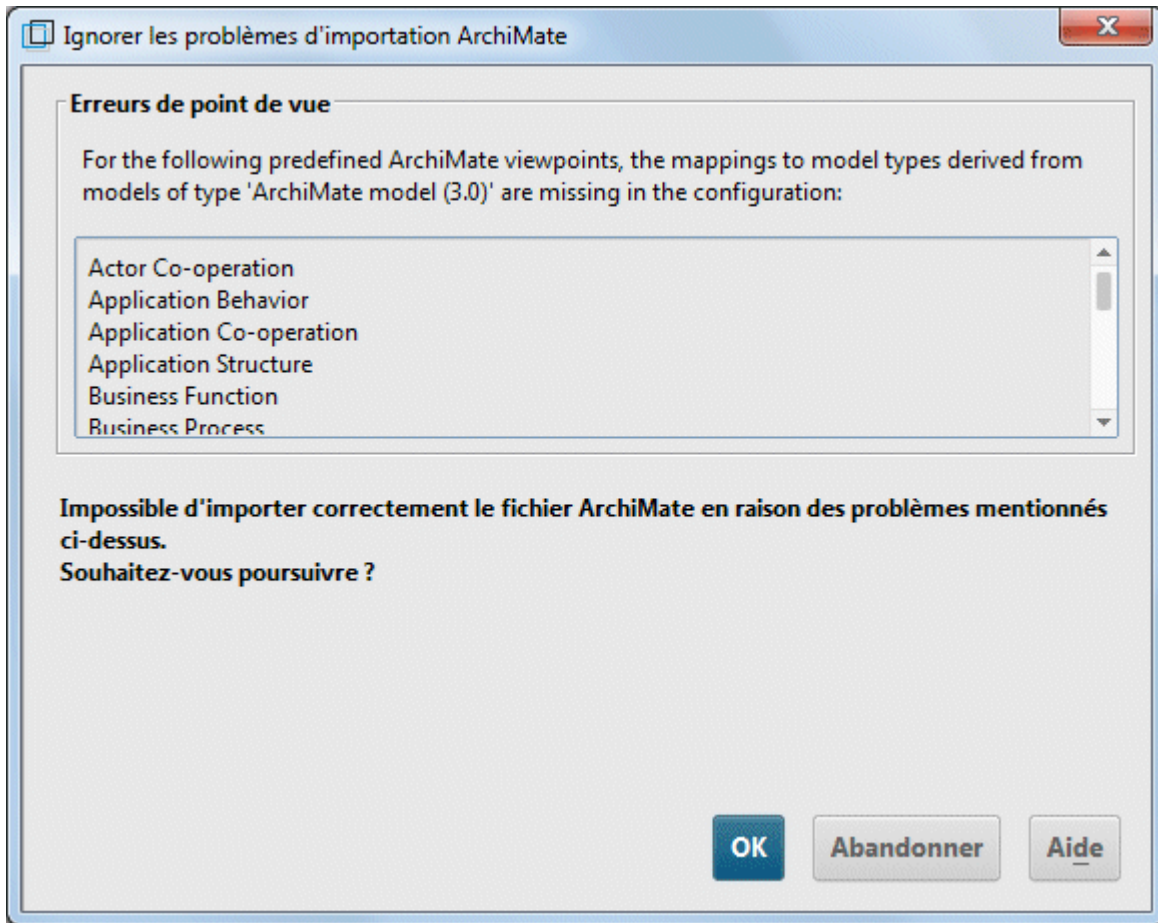 Ignorer les problèmes d'importation ArchiMate
Erreurs de point de vue
For the following predefined ArchiMate viewpoints, the mappings to model types derived from
models of type 'ArchiMate model (3.0)' are missing in the configuration:
Actor Co-operation
Application Behavior
Application Co-operation
Application Structure
Business Function
Business Process
Impossible d'importer correctement le fichier ArchiMate en raison des problèmes mentionnés
ci-dessus.
Souhaitez-vous poursuivre ?
OK Abandonner Aide